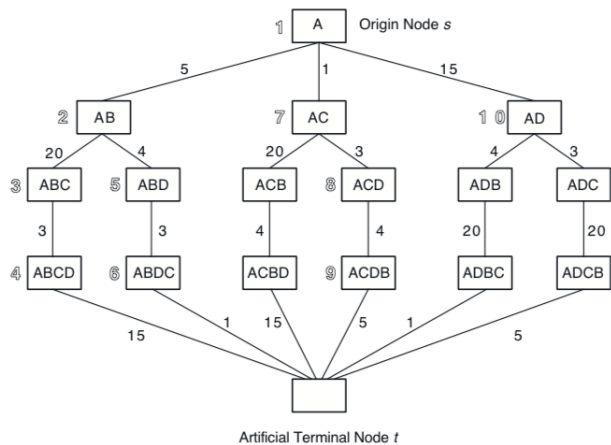 1 A Origin Node s
5 1 15
2 AB 7 AC 1 0 AD
20 4 20 3 4 3
3 ABC 5 ABD ACB 8 ACD ADB ADC
3 3 4 4 20 20
4 ABCD 6 ABDC ACBD 9 ACDB ADBC ADCB
15 1 15 5 1 5
Artificial Terminal Node t